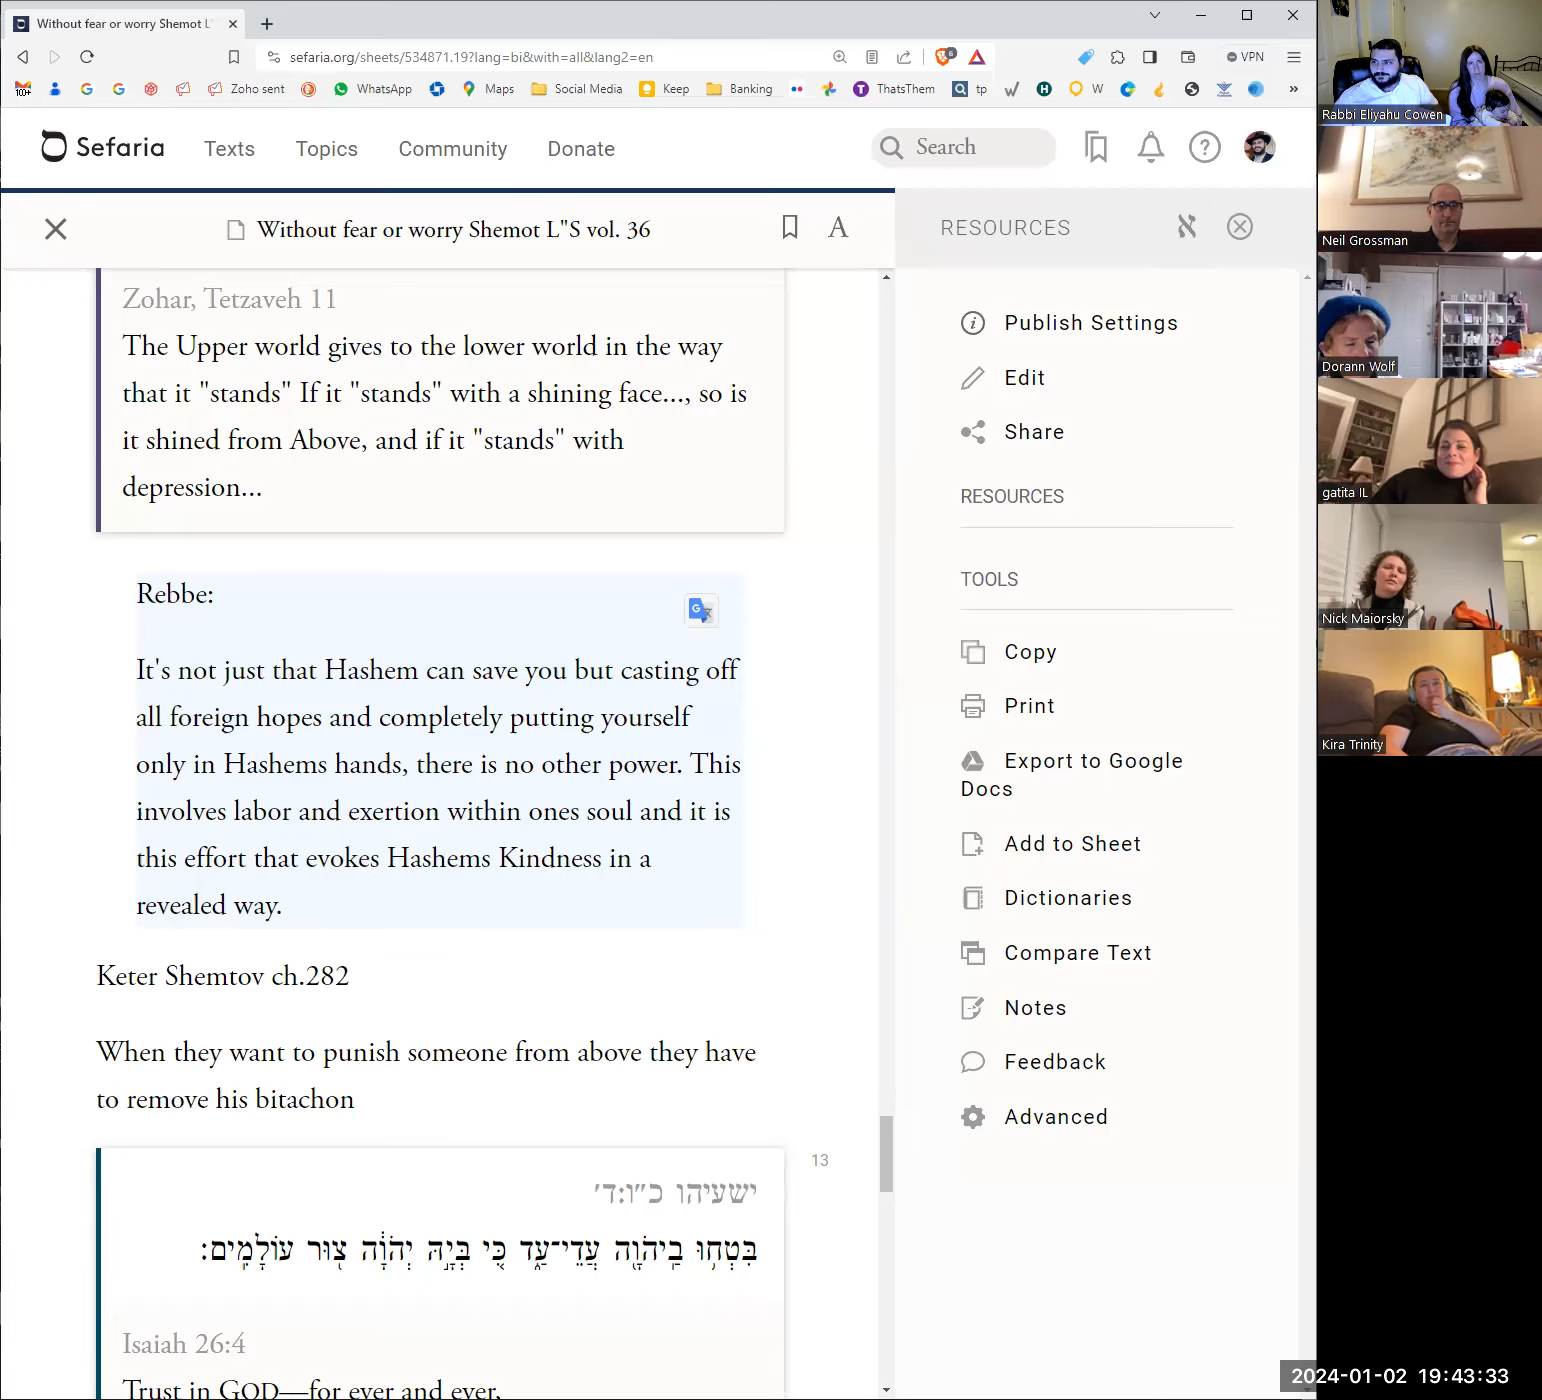 Without fear or worry Shemot L"
sefaria.org/sheets/534871.19?lang=bi&with=all&lang2=en
6
VPN
100+
Zoho sent
WhatsApp
Maps
Social Media
Keep
Banking
ThatsThem
tp
W
»
Sefaria
Texts
Topics
Community
Donate
Search
Without fear or worry Shemot L"S vol. 36
A
Zohar, Tetzaveh 11
The Upper world gives to the lower world in the way
that it "stands" If it "stands" with a shining face..., so is
it shined from Above, and if it "stands" with
depression...
Rebbe:
It's not just that Hashem can save you but casting off
all foreign hopes and completely putting yourself
only in Hashems hands, there is no other power. This
involves labor and exertion within ones soul and it is
this effort that evokes Hashems Kindness in a
revealed way.
Keter Shemtov ch.282
When they want to punish someone from above they have
to remove his bitachon
13
ישעיהו כ״ו:ד׳
בִּטְח֥וּ בַֽיהֹוָ֖ה עֲדֵי־עַ֑ד כִּ֚י בְּיָ֣הּ יְהֹוָ֔ה צ֖וּר עוֹלָמִֽים׃
Isaiah 26:4
Trust in GOD—for ever and ever,
RESOURCES
א
Publish Settings
Edit
Share
RESOURCES
TOOLS
Copy
Print
Export to Google
Docs
Add to Sheet
Dictionaries
Compare Text
Notes
Feedback
Advanced
Rabbi Eliyahu Cowen
Neil Grossman
Dorann Wolf
gatita IL
Nick Maiorsky
Kira Trinity
2024-01-02 19:43:33